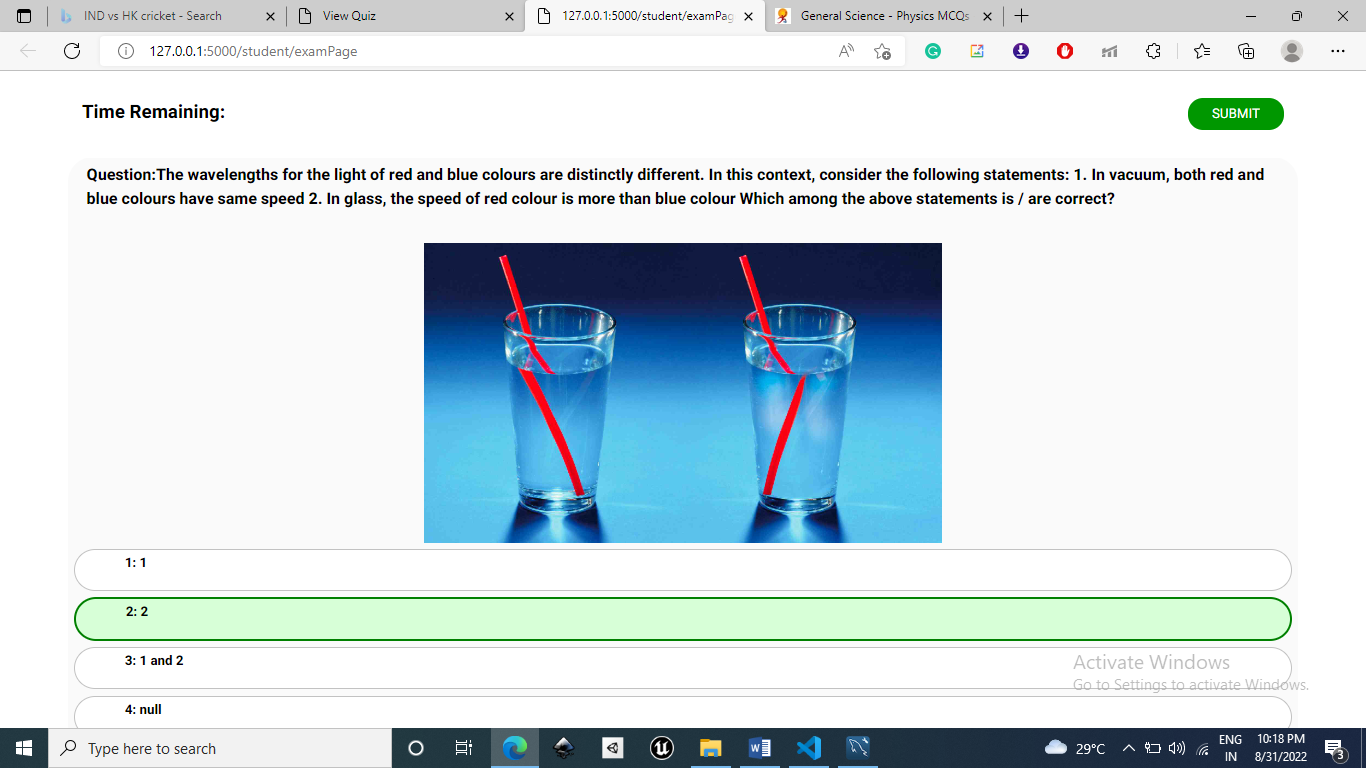 IND vs HK cricket - Search
View Quiz
127.0.0.1:5000/student/examPag
General Science - Physics MCQs
127.0.0.1:5000/student/examPage
Time Remaining:
SUBMIT
Question:The wavelengths for the light of red and blue colours are distinctly different. In this context, consider the following statements: 1. In vacuum, both red and
blue colours have same speed 2. In glass, the speed of red colour is more than blue colour Which among the above statements is / are correct?
1: 1
2: 2
3: 1 and 2
Activate Windows
Go to Settings to activate Windows.
4: null
Type here to search
29°C
ENG
IN
10:18 PM
8/31/2022
3